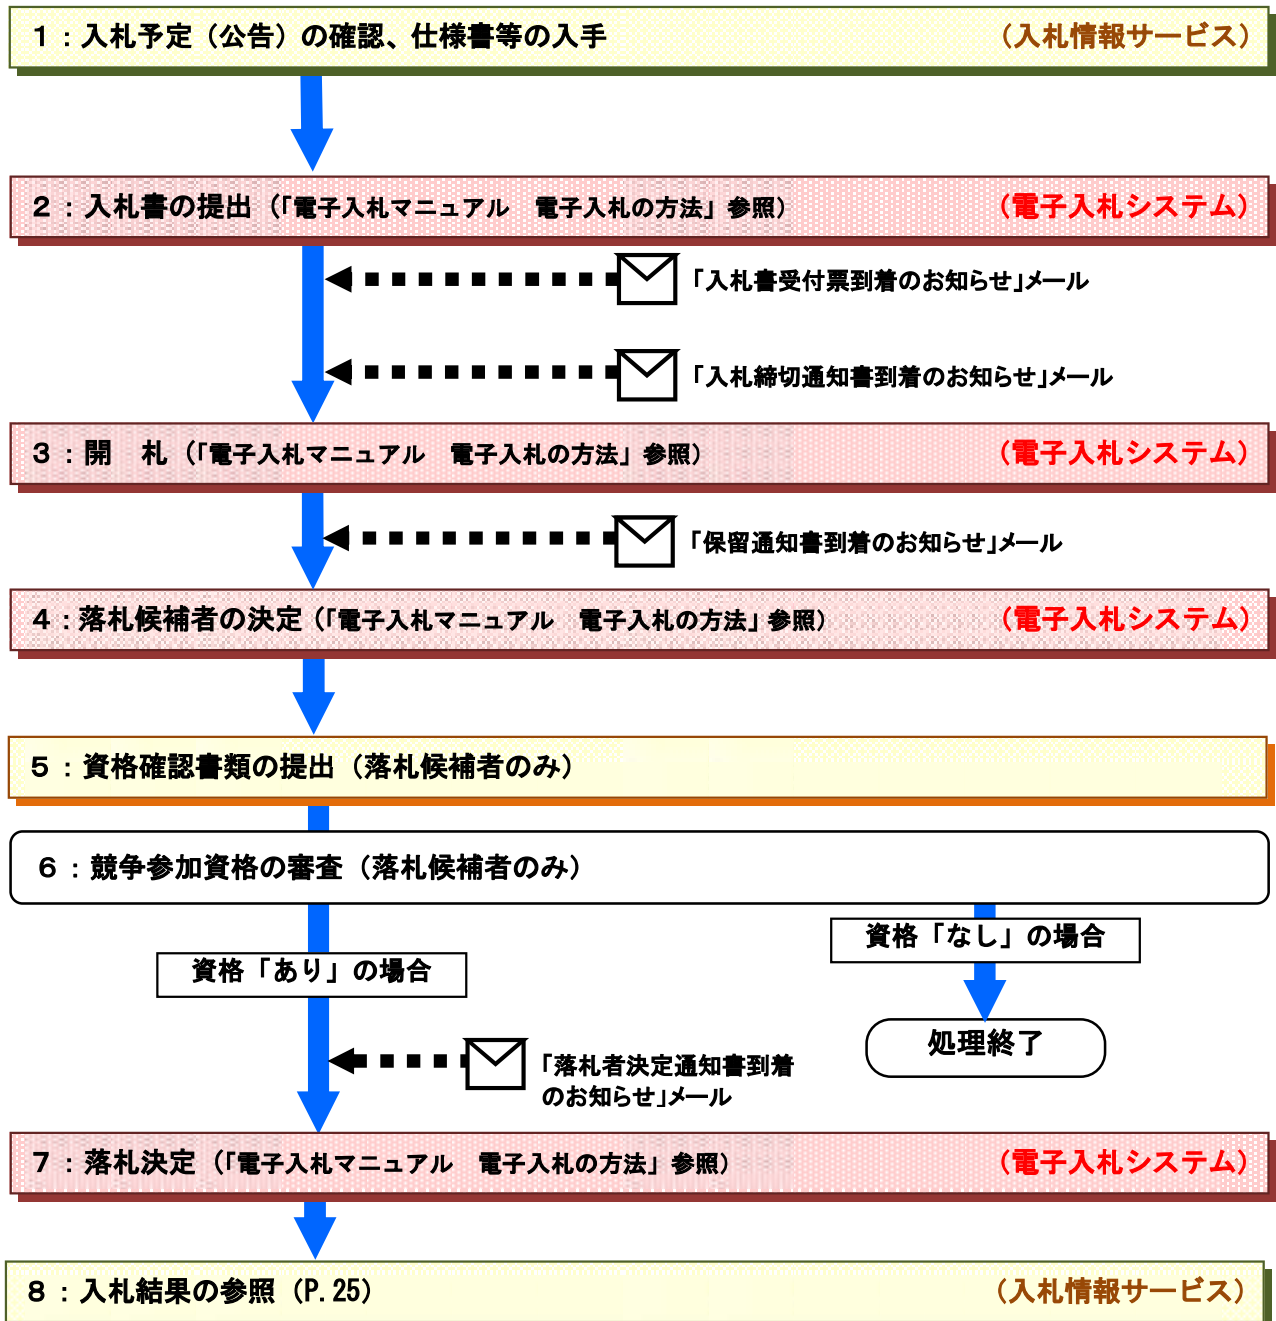 １：入札予定（公告）の確認、仕様書等の入手　（入札情報サービス）
２：入札書の提出（「電子入札マニュアル　電子入札の方法」参照）　（電子入札システム）
「入札書受付票到着のお知らせ」メール
「入札締切通知書到着のお知らせ」メール
３：開　札（「電子入札マニュアル　電子入札の方法」参照）　（電子入札システム）
「保留通知書到着のお知らせ」メール
４：落札候補者の決定（「電子入札マニュアル　電子入札の方法」参照）　（電子入札システム）
５：資格確認書類の提出（落札候補者のみ）
６：競争参加資格の審査（落札候補者のみ）
資格「なし」の場合
資格「あり」の場合
処理終了
「落札者決定通知書到着
のお知らせ」メール
７：落札決定（「電子入札マニュアル　電子入札の方法」参照）　（電子入札システム）
８：入札結果の参照（P.25）　（入札情報サービス）